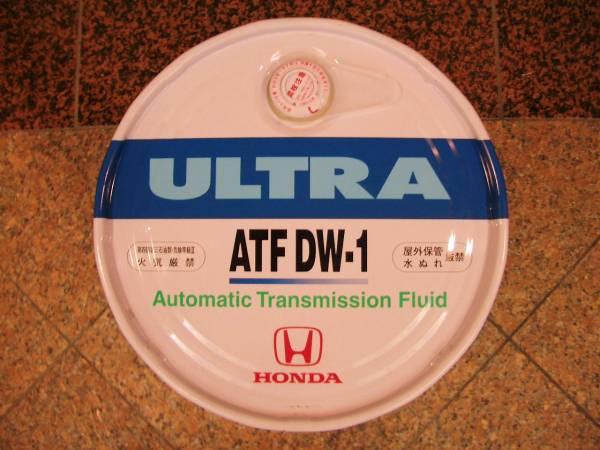 ULTRA
ATF DW-1
火気厳禁
屋外保管
水ぬれ
厳禁
Automatic Transmission Fluid
HONDA